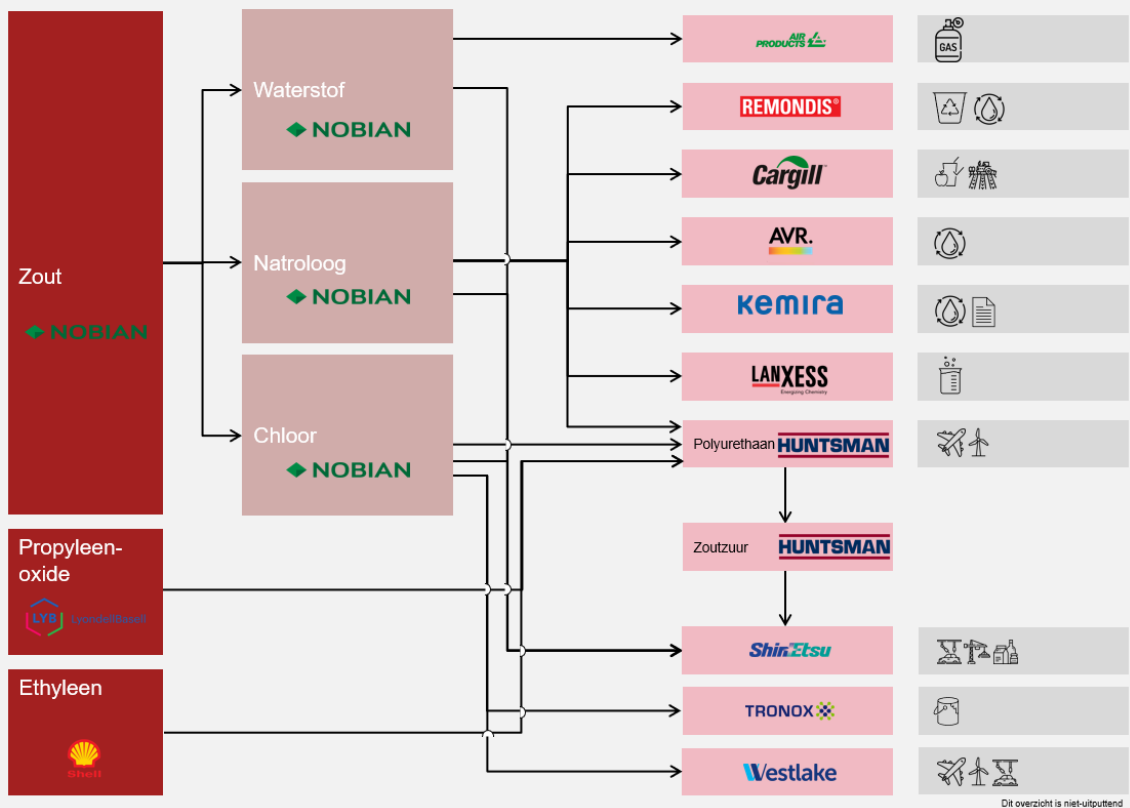 Zout
NOBIAN
Propyleen-
oxide
LYB LyondellBasell
Ethyleen
Shell
Waterstof
NOBIAN
Natroloog
NOBIAN
Chloor
NOBIAN
AIR
PRODUCTS
REMONDIS®
Cargill
AVR.
Kemira
LANXESS
Energizing Chemistry
Polyurethaan HUNTSMAN
Zoutzuur HUNTSMAN
ShinEtsu
TRONOX
Westlake
GAS
Dit overzicht is niet-uitputtend